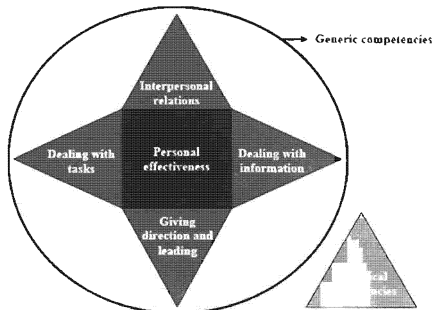 Generic competencies
Interpersonal
relations
Dealing with
tasks
Personal
effectiveness
Dealing with
information
Giving
direction and
leading